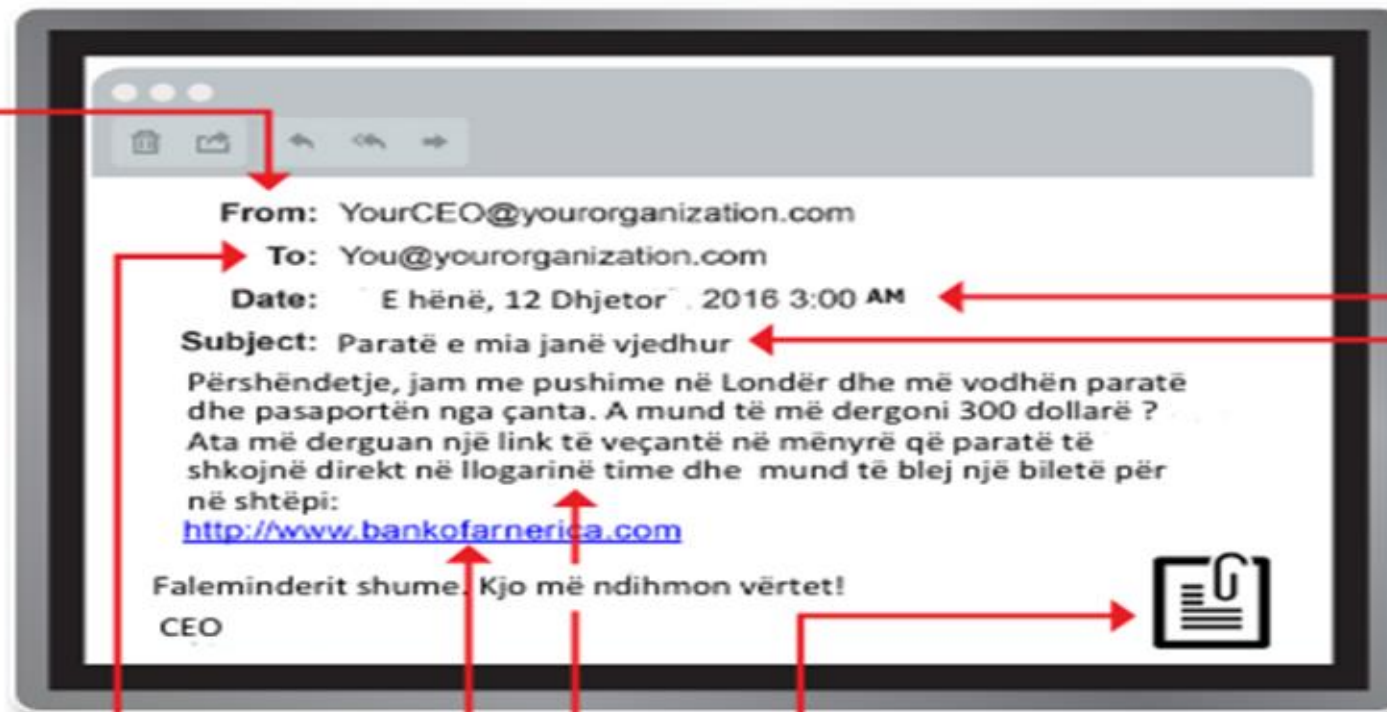 From: YourCEO@yourorganization.com
To: You@yourorganization.com
Date: E hënë, 12 Dhjetor . 2016 3:00 AM
Subject: Paratë e mia janë vjedhur
Përshëndetje, jam me pushime në Londër dhe më vodhën paratë
dhe pasaportën nga çanta. A mund të më dergoni 300 dollarë ?
Ata më derguan një link të veçantë në mënyrë që paratë të
shkojnë direkt në llogarinë time dhe mund të blej një biletë për
në shtëpi:
http://www.bankofarnerica.com
Faleminderit shume. Kjo më ndihmon vërtet!
CEO